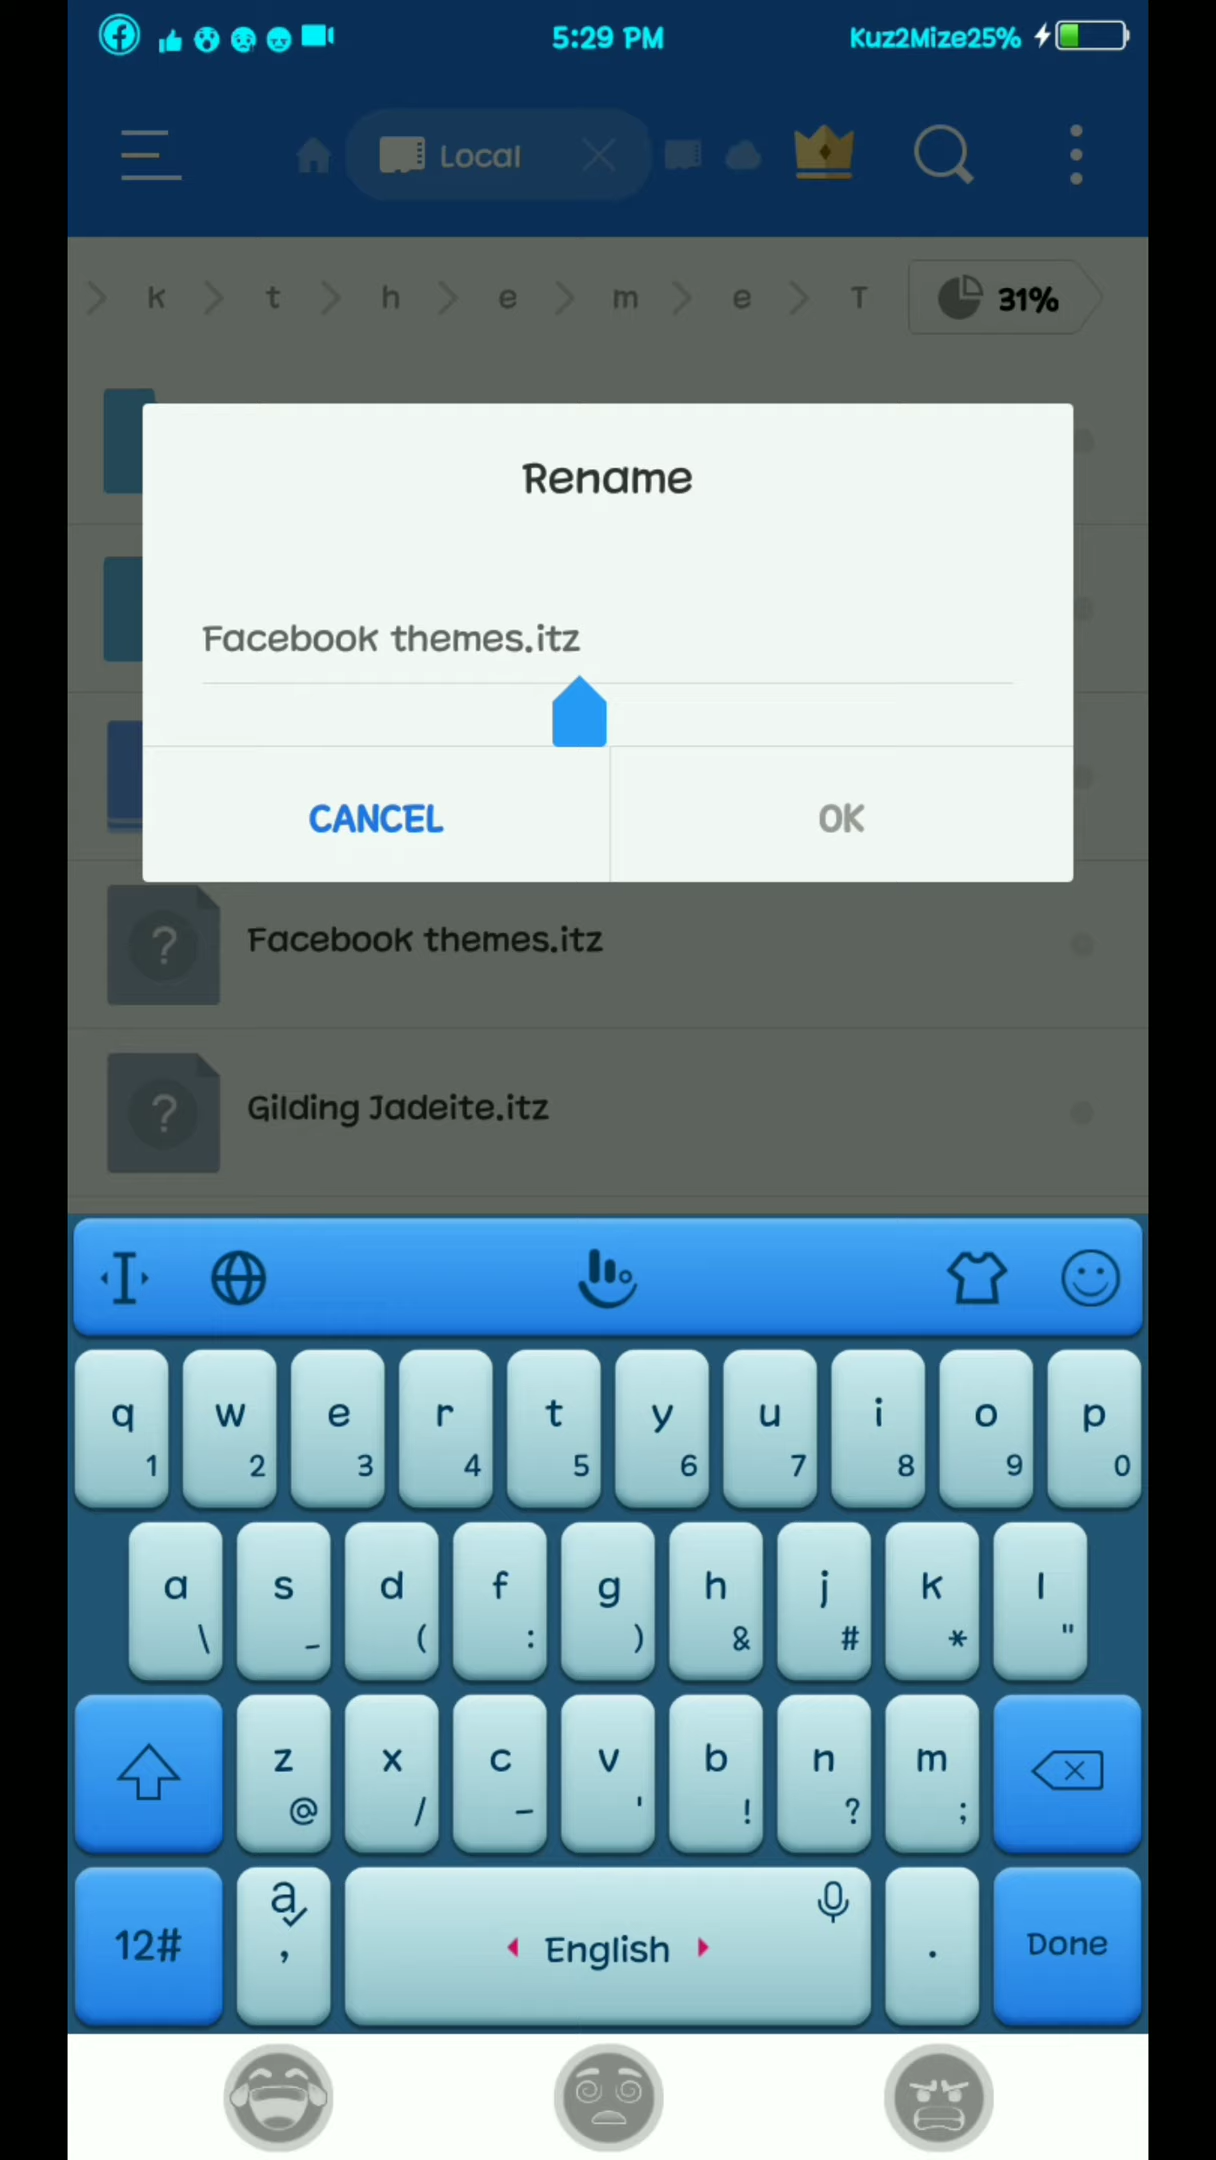 5:29 PM Kuz2Mize25%
Local
k t h e m e T 31%
Rename
Facebook themes.itz
CANCEL OK
Facebook themes.itz
Gilding Jadeite.itz
q w e r t y u i o p
1 2 3 4 5 6 7 8 9 0
a s d f g h j k l
\ _ ( : ) & # * "
z x c v b n m
@ / - ' ! ? ;
12# a , English . Done